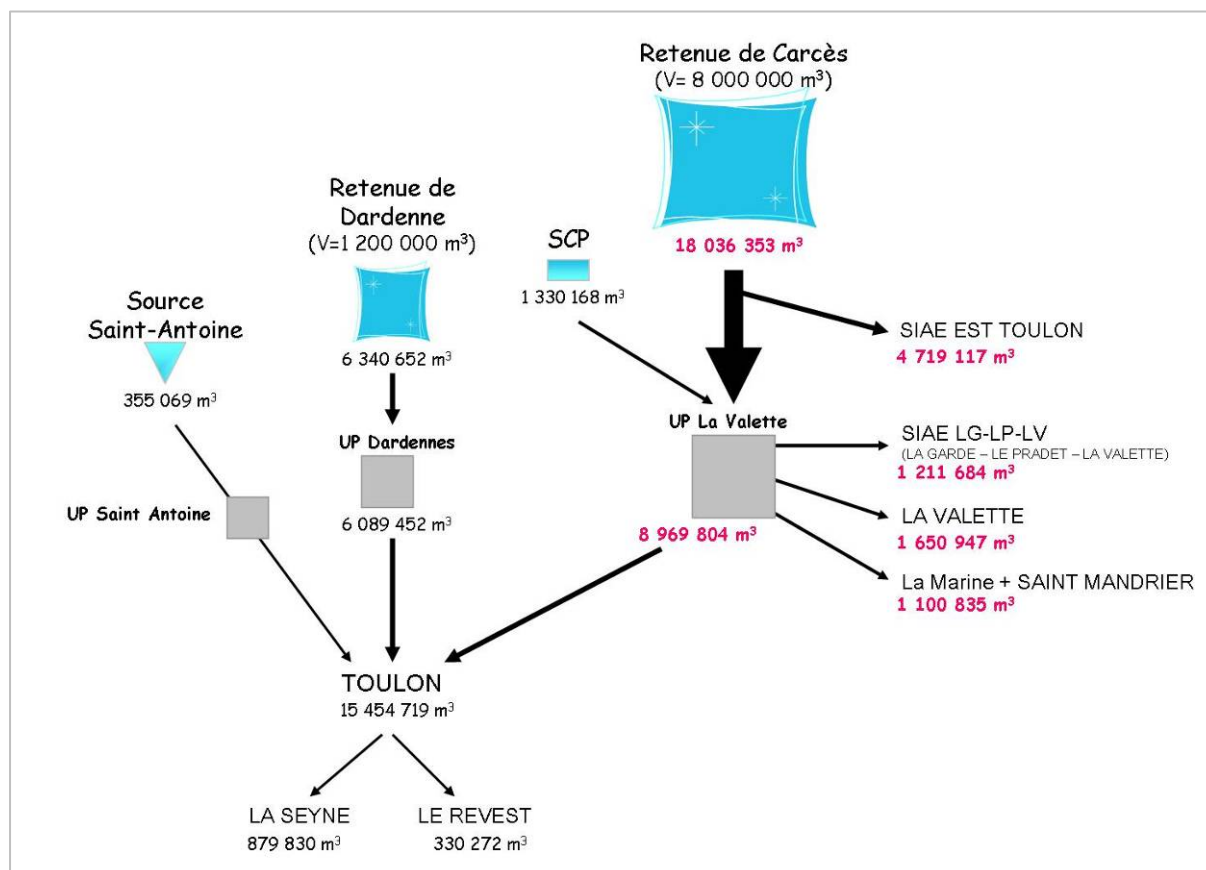 Retenue de Carcès
(V= 8 000 000 m³)
18 036 353 m³
Retenue de
Dardenne
(V=1 200 000 m³)
6 340 652 m³
SCP
1 330 168 m³
Source
Saint-Antoine
355 069 m³
SIAE EST TOULON
4 719 117 m³
UP Saint Antoine
UP Dardennes
6 089 452 m³
UP La Valette
8 969 804 m³
SIAE LG-LP-LV
(LA GARDE – LE PRADET – LA VALETTE)
1 211 684 m³
LA VALETTE
1 650 947 m³
La Marine + SAINT MANDRIER
1 100 835 m³
TOULON
15 454 719 m³
LA SEYNE
879 830 m³
LE REVEST
330 272 m³